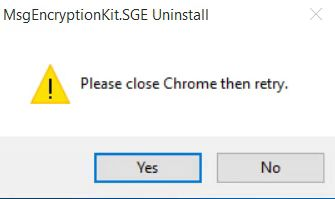 MsgEncryptionKit.SGE Uninstall
Please close Chrome then retry.
Yes
No